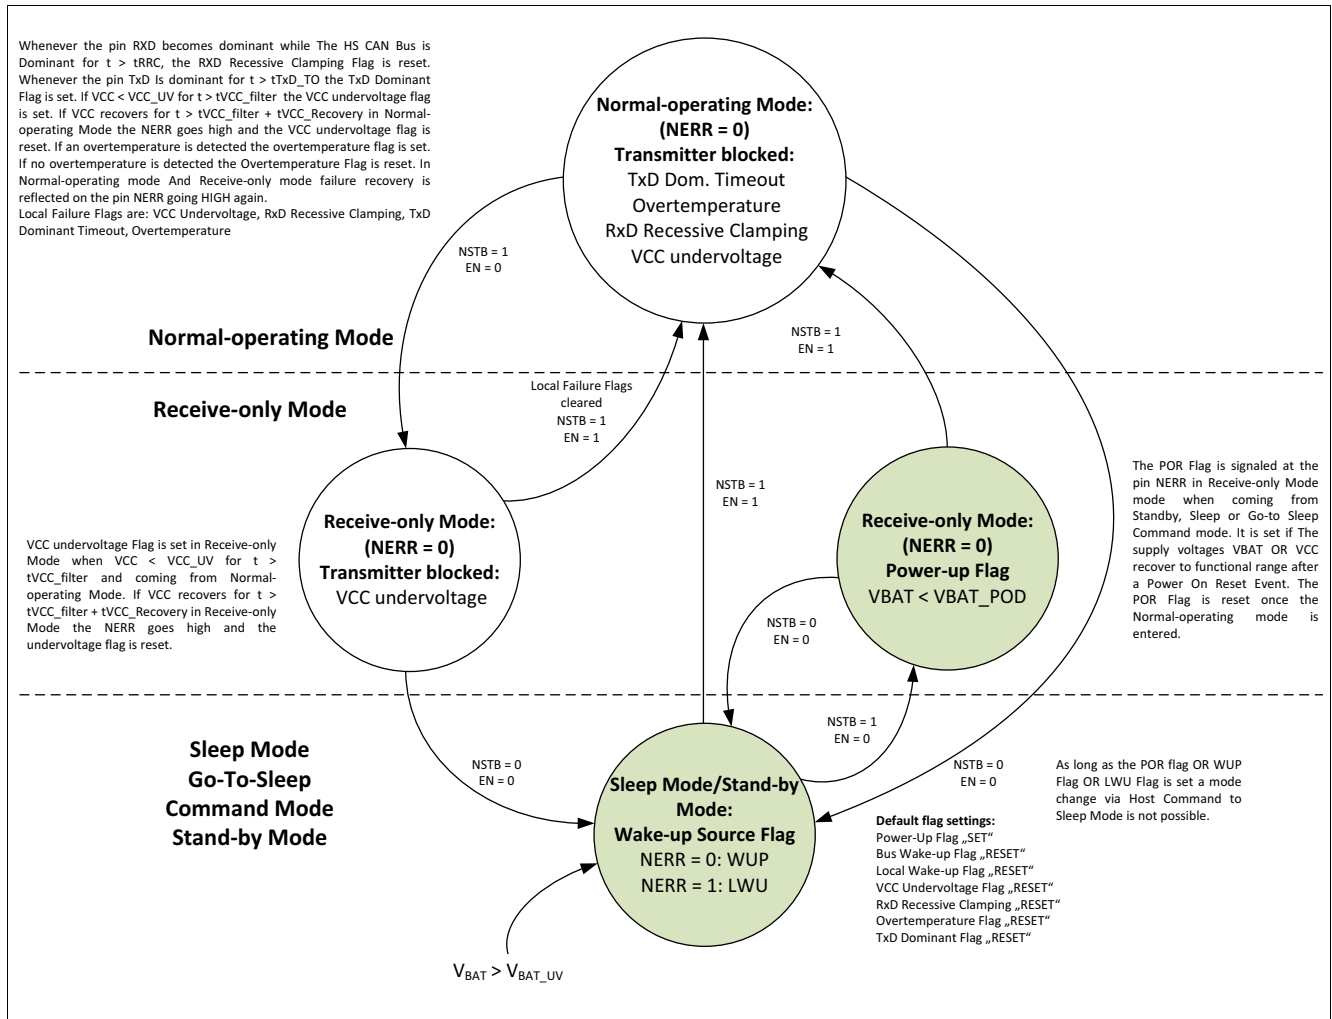 Whenever the pin RXD becomes dominant while The HS CAN Bus is
Dominant for t > tRRC, the RXD Recessive Clamping Flag is reset.
Whenever the pin TxD Is dominant for t > tTxD_TO the TxD Dominant
Flag is set. If VCC < VCC_UV for t > tVCC_filter the VCC undervoltage flag
is set. If VCC recovers for t > tVCC_filter + tVCC_Recovery in Normal-
operating Mode the NERR goes high and the VCC undervoltage flag is
reset. If an overtemperature is detected the overtemperature flag is set.
If no overtemperature is detected the Overtemperature Flag is reset. In
Normal-operating mode And Receive-only mode failure recovery is
reflected on the pin NERR going HIGH again.
Local Failure Flags are: VCC Undervoltage, RxD Recessive Clamping, TxD
Dominant Timeout, Overtemperature
Normal-operating Mode:
(NERR = 0)
Transmitter blocked:
TxD Dom. Timeout
Overtemperature
RxD Recessive Clamping
VCC undervoltage
NSTB = 1
EN = 0
NSTB = 1
EN = 1
Normal-operating Mode
Receive-only Mode
Local Failure Flags
cleared
NSTB = 1
EN = 1
NSTB = 1
EN = 1
Receive-only Mode:
(NERR = 0)
Transmitter blocked:
VCC undervoltage
Receive-only Mode:
(NERR = 0)
Power-up Flag
VBAT < VBAT_POD
The POR Flag is signaled at the
pin NERR in Receive-only Mode
mode when coming from
Standby, Sleep or Go-to Sleep
Command mode. It is set if The
supply voltages VBAT OR VCC
recover to functional range after
a Power On Reset Event. The
POR Flag is reset once the
Normal-operating mode is
entered.
VCC undervoltage Flag is set in Receive-only
Mode when VCC < VCC_UV for t >
tVCC_filter and coming from Normal-
operating Mode. If VCC recovers for t >
tVCC_filter + tVCC_Recovery in Receive-only
Mode the NERR goes high and the
undervoltage flag is reset.
NSTB = 0
EN = 0
NSTB = 1
EN = 0
Sleep Mode
Go-To-Sleep
Command Mode
Stand-by Mode
NSTB = 0
EN = 0
Sleep Mode/Stand-by
Mode:
Wake-up Source Flag
NERR = 0: WUP
NERR = 1: LWU
NSTB = 0
EN = 0
As long as the POR flag OR WUP
Flag OR LWU Flag is set a mode
change via Host Command to
Sleep Mode is not possible.
Default flag settings:
Power-Up Flag „SET“
Bus Wake-up Flag „RESET“
Local Wake-up Flag „RESET“
VCC Undervoltage Flag „RESET“
RxD Recessive Clamping „RESET“
Overtemperature Flag „RESET“
TxD Dominant Flag „RESET“
VBAT > VBAT_UV